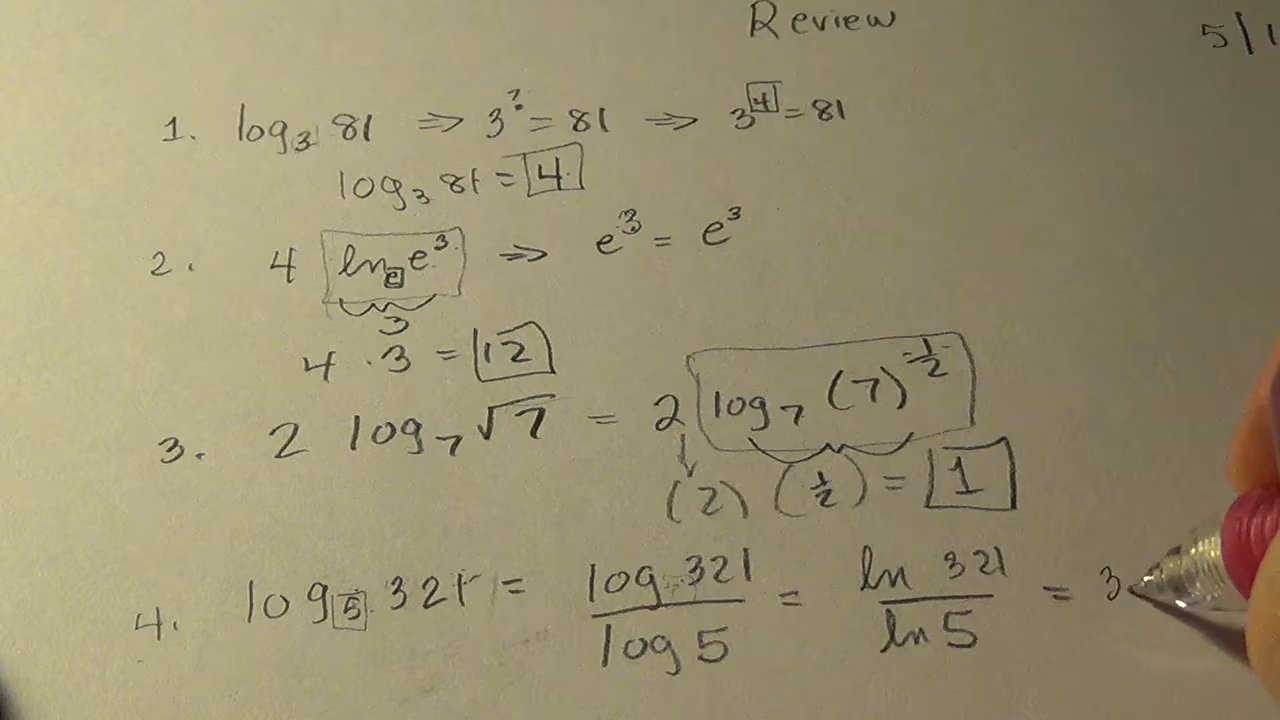 Review
5/1
1. log₃ 81 ⇒ 3^? = 81 ⇒ 3^4 = 81
log₃ 81 = 4
2. 4 ln_e e³ ⇒ e³ = e³
3
4 · 3 = 12
3. 2 log₇ √7 = 2 log₇ (7)^½
(2) (½) = 1
4. log₅ 321 = log 321 / log 5 = ln 321 / ln 5 = 3